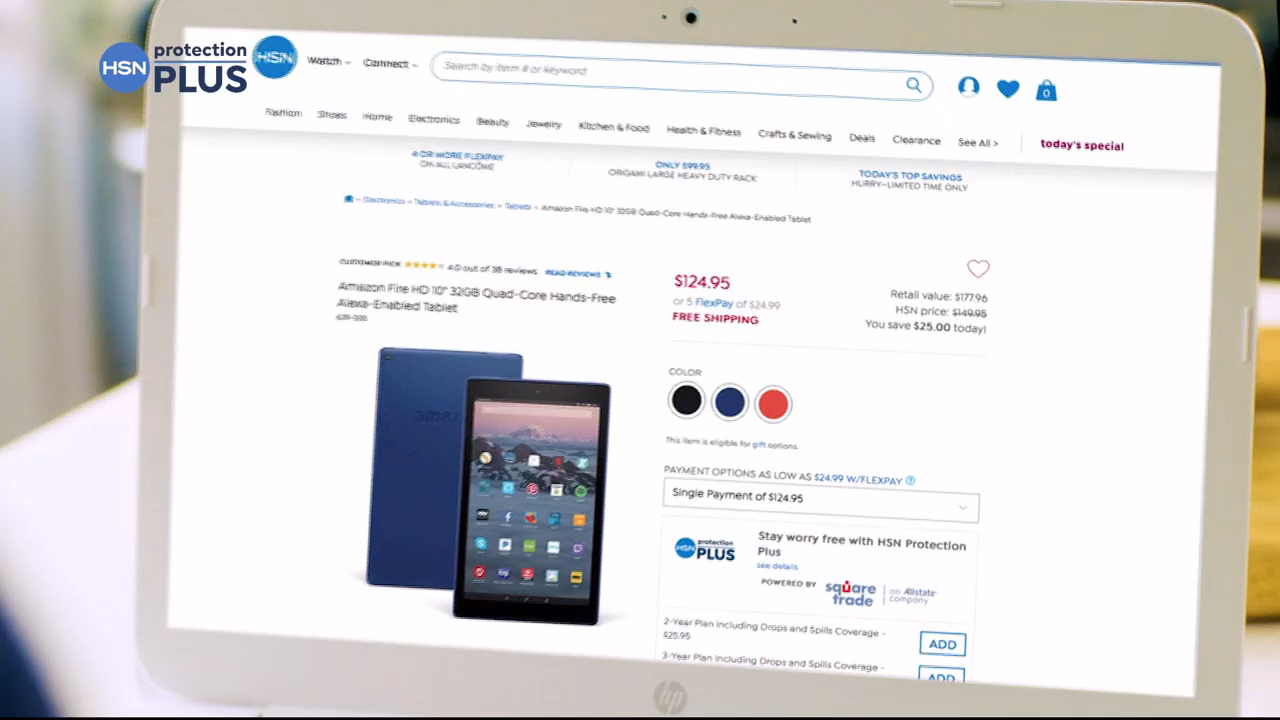 HSN protection PLUS
HSN
Watch
Connect
Search by item # or keyword
0
Fashion
Shoes
Home
Electronics
Beauty
Jewelry
Kitchen & Food
Health & Fitness
Crafts & Sewing
Deals
Clearance
See All >
today's special
ON ALL LANCOME
ONLY $99.95
ORIGAMI LARGE HEAVY DUTY RACK
TODAY'S TOP SAVINGS
HURRY-LIMITED TIME ONLY
Electronics > Tablets & Accessories > Tablets > Amazon Fire HD 10" 32GB Quad-Core Hands-Free Alexa-Enabled Tablet
CUSTOMER PICK
4.0 out of 38 reviews
READ REVIEWS
Amazon Fire HD 10" 32GB Quad-Core Hands-Free
Alexa-Enabled Tablet
$124.95
or 5 FlexPay of $24.99
FREE SHIPPING
Retail value: $177.96
HSN price: $149.95
You save $25.00 today!
COLOR
This item is eligible for gift options.
PAYMENT OPTIONS AS LOW AS $24.99 W/FLEXPAY
Single Payment of $124.95
HSN protection PLUS
Stay worry free with HSN Protection
Plus
see details
POWERED BY
square trade
an Allstate company
2-Year Plan Including Drops and Spills Coverage -
$25.95
ADD
3-Year Plan Including Drops and Spills Coverage -
ADD
hp